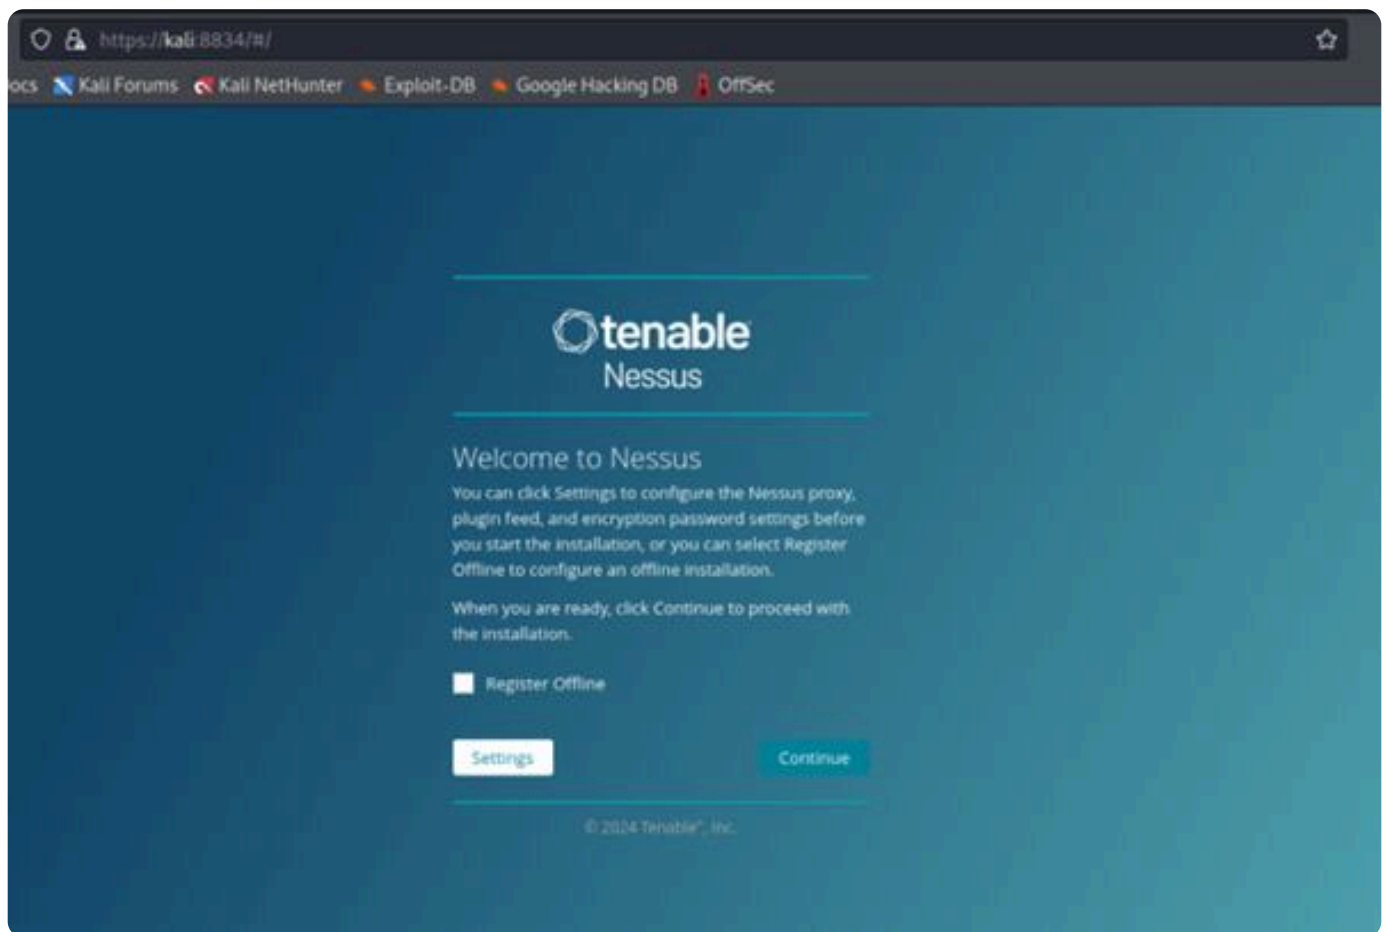 https://kali:8834/#/
ocs Kali Forums Kali NetHunter Exploit-DB Google Hacking DB OffSec
tenable
Nessus
Welcome to Nessus
You can click Settings to configure the Nessus proxy,
plugin feed, and encryption password settings before
you start the installation, or you can select Register
Offline to configure an offline installation.
When you are ready, click Continue to proceed with
the installation.
Register Offline
Settings Continue
© 2024 Tenable™, Inc.